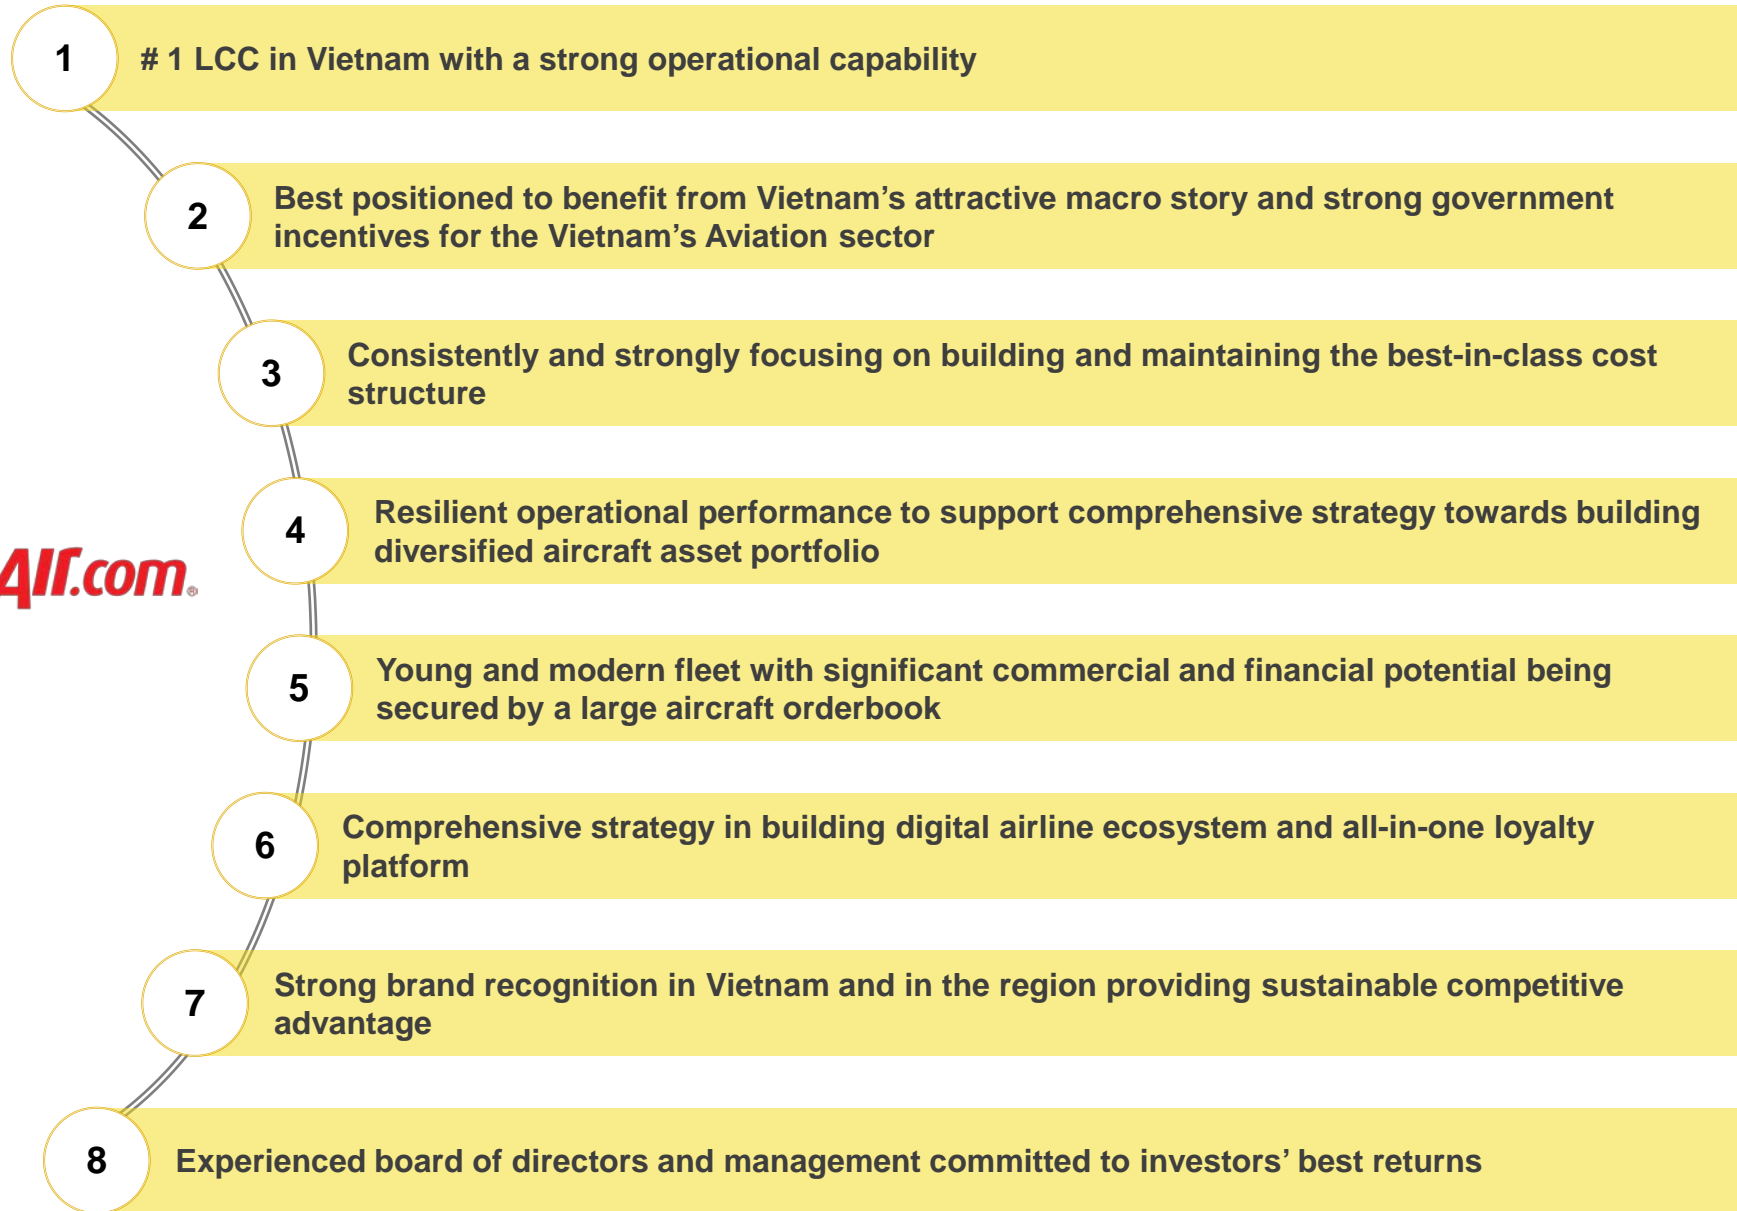 1
# 1 LCC in Vietnam with a strong operational capability
2
Best positioned to benefit from Vietnam’s attractive macro story and strong government
incentives for the Vietnam’s Aviation sector
3
Consistently and strongly focusing on building and maintaining the best-in-class cost
structure
4
Resilient operational performance to support comprehensive strategy towards building
diversified aircraft asset portfolio
Air.com®
5
Young and modern fleet with significant commercial and financial potential being
secured by a large aircraft orderbook
6
Comprehensive strategy in building digital airline ecosystem and all-in-one loyalty
platform
7
Strong brand recognition in Vietnam and in the region providing sustainable competitive
advantage
8
Experienced board of directors and management committed to investors’ best returns